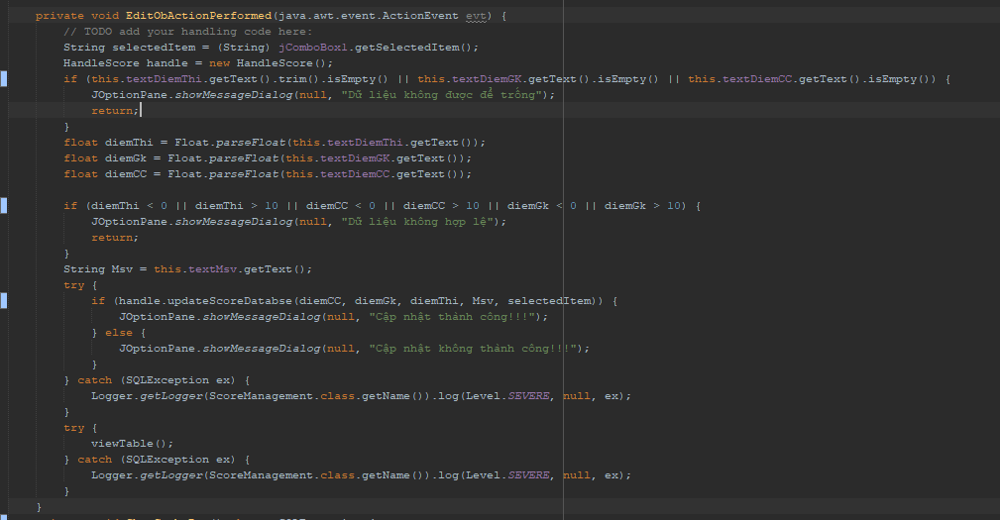 private void EditObActionPerformed(java.awt.event.ActionEvent evt) {
// TODO add your handling code here:
String selectedItem = (String) jComboBox1.getSelectedItem();
HandleScore handle = new HandleScore();
if (this.textDiemThi.getText().trim().isEmpty() || this.textDiemGK.getText().isEmpty() || this.textDiemCC.getText().isEmpty()) {
JOptionPane.showMessageDialog(null, "Dữ liệu không được để trống");
return;
}
float diemThi = Float.parseFloat(this.textDiemThi.getText());
float diemGk = Float.parseFloat(this.textDiemGK.getText());
float diemCC = Float.parseFloat(this.textDiemCC.getText());
if (diemThi < 0 || diemThi > 10 || diemCC < 0 || diemCC > 10 || diemGk < 0 || diemGk > 10) {
JOptionPane.showMessageDialog(null, "Dữ liệu không hợp lệ");
return;
}
String Msv = this.textMsv.getText();
try {
if (handle.updateScoreDatabse(diemCC, diemGk, diemThi, Msv, selectedItem)) {
JOptionPane.showMessageDialog(null, "Cập nhật thành công!!!");
} else {
JOptionPane.showMessageDialog(null, "Cập nhật không thành công!!!");
}
} catch (SQLException ex) {
Logger.getLogger(ScoreManagement.class.getName()).log(Level.SEVERE, null, ex);
}
try {
viewTable();
} catch (SQLException ex) {
Logger.getLogger(ScoreManagement.class.getName()).log(Level.SEVERE, null, ex);
}
}